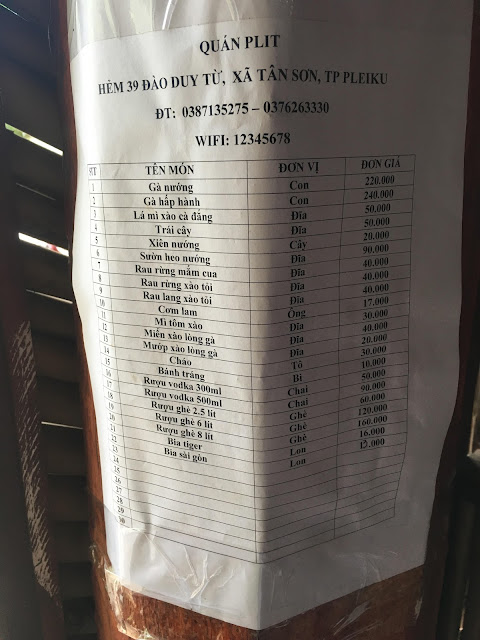 QUÁN PLIT
HẺM 39 ĐÀO DUY TỪ, XÃ TÂN SƠN, TP PLEIKU
ĐT: 0387135275 – 0376263330
WIFI: 12345678
STT TÊN MÓN ĐƠN VỊ ĐƠN GIÁ
1 Gà nướng Con 220.000
2 Gà hấp hành Con 240.000
3 Lá mì xào cà đắng Đĩa 50.000
4 Trái cây Đĩa 50.000
5 Xiên nướng Cây 20.000
6 Sườn heo nướng Đĩa 90.000
7 Rau rừng mắm cua Đĩa 40.000
8 Rau rừng xào tỏi Đĩa 40.000
9 Rau lang xào tỏi Đĩa 40.000
10 Cơm lam Ống 17.000
11 Mì tôm xào Đĩa 30.000
12 Miến xào lòng gà Đĩa 40.000
13 Mướp xào lòng gà Đĩa 20.000
14 Cháo Tô 30.000
15 Bánh tráng Bì 10.000
16 Rượu vodka 300ml Chai 50.000
17 Rượu vodka 500ml Chai 90.000
18 Rượu ghè 2.5 lít Ghè 60.000
19 Rượu ghè 6 lít Ghè 120.000
20 Rượu ghè 8 lít Ghè 160.000
21 Bia tiger Lon 16.000
22 Bia sài gòn Lon 12.000
23
24
25
26
27
28
29
30